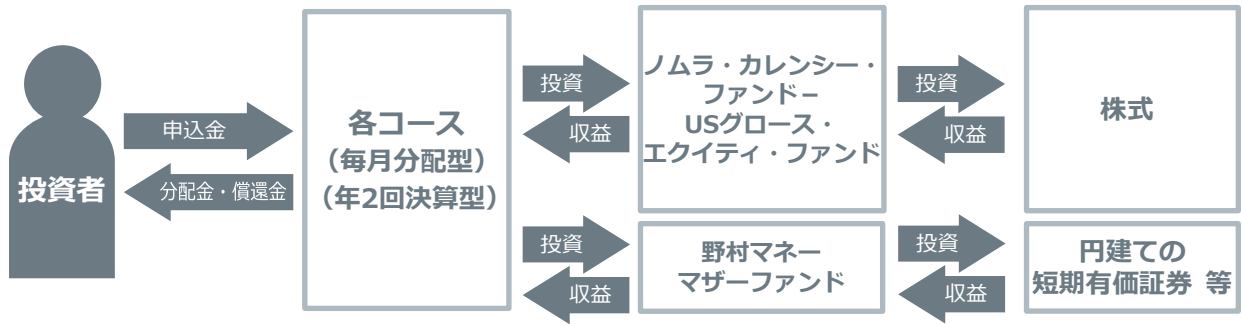 投資者
申込金
分配金・償還金
各コース
（毎月分配型）
（年2回決算型）
投資
収益
ノムラ・カレンシー・
ファンド－
USグロース・
エクイティ・ファンド
投資
収益
株式
投資
収益
野村マネー
マザーファンド
投資
収益
円建ての
短期有価証券 等